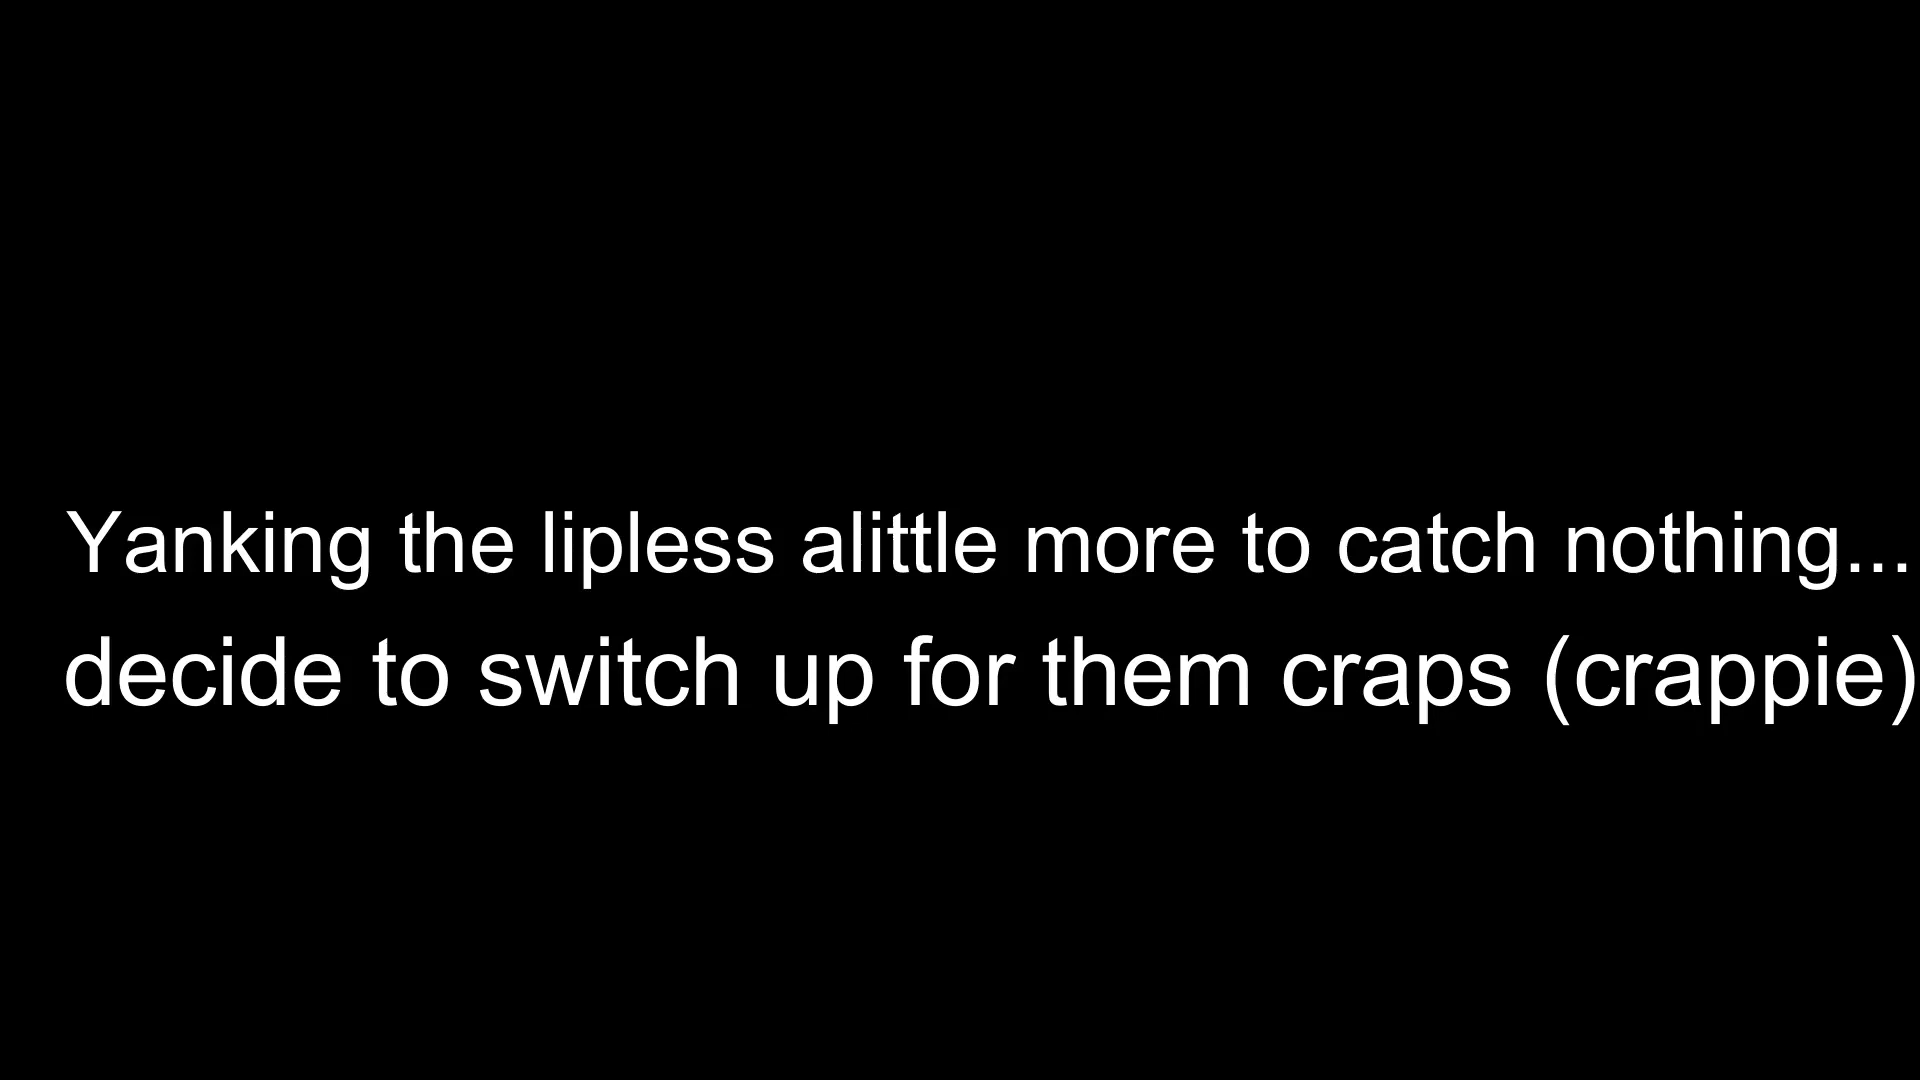 Yanking the lipless alittle more to catch nothing...
decide to switch up for them craps (crappie)